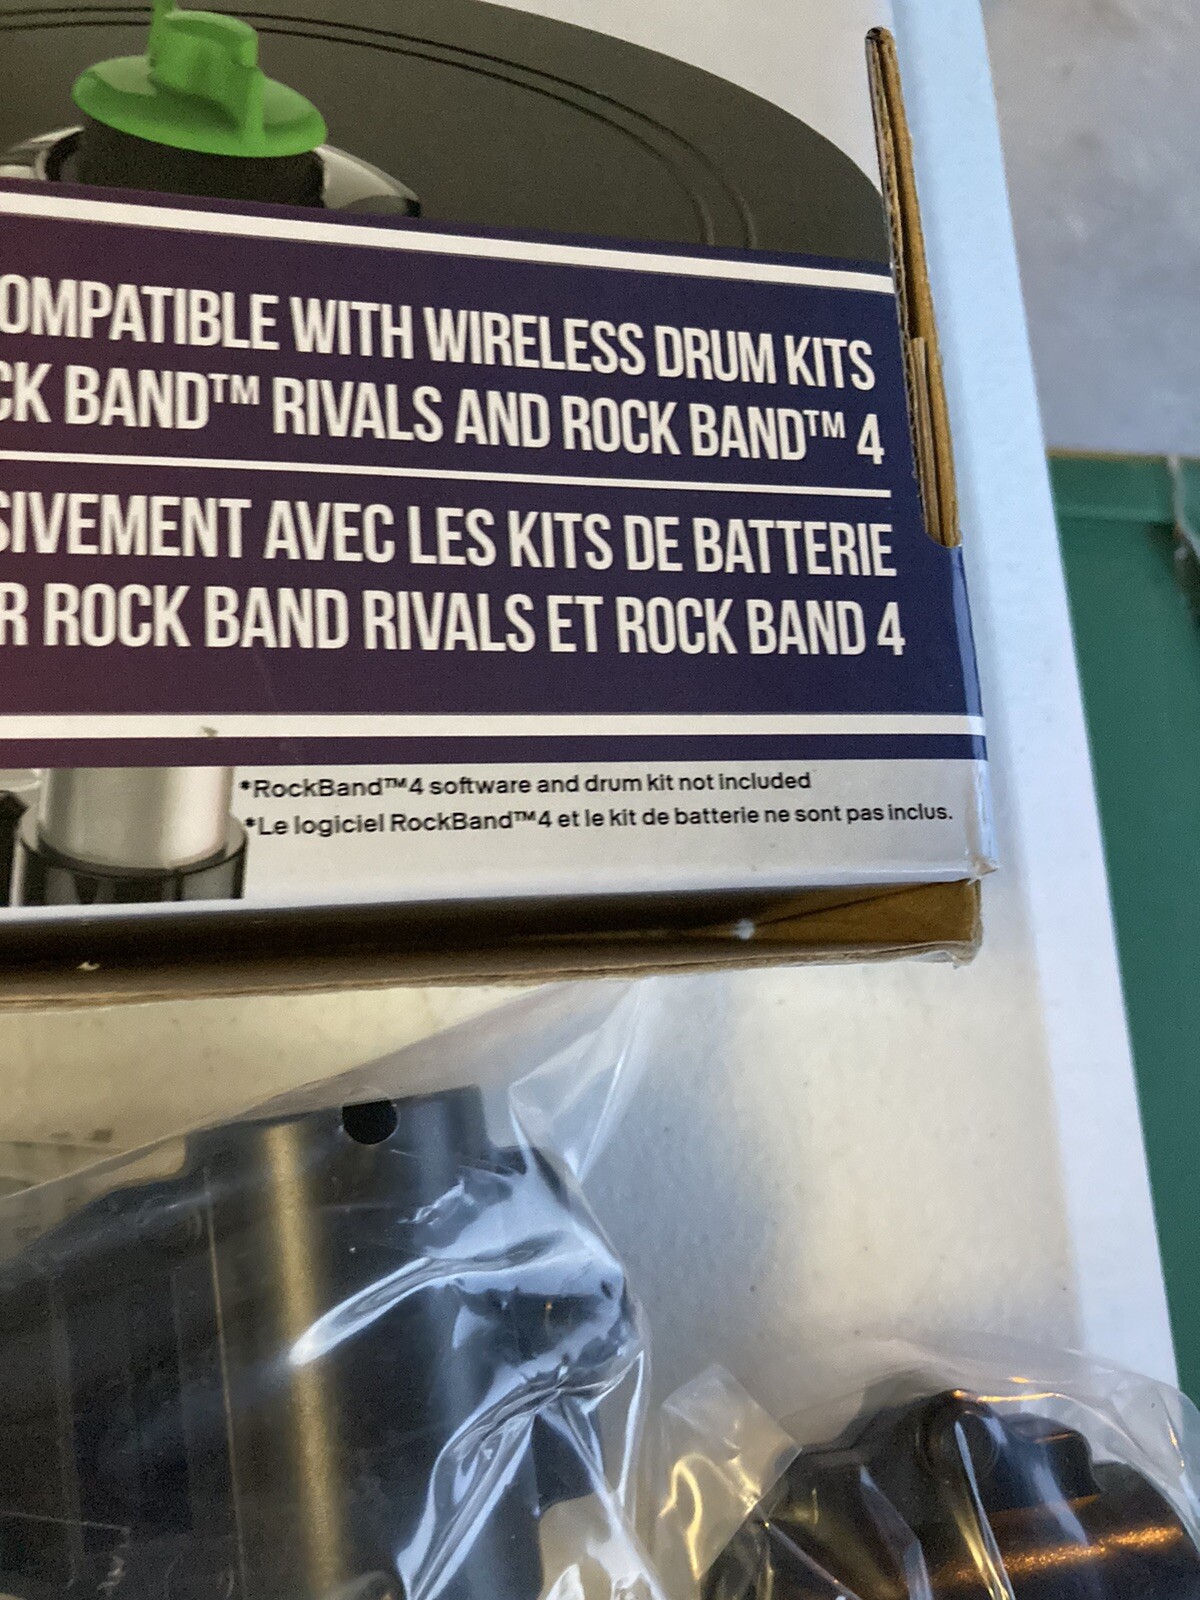 OMPATIBLE WITH WIRELESS DRUM KITS
CK BAND™ RIVALS AND ROCK BAND™ 4
SIVEMENT AVEC LES KITS DE BATTERIE
R ROCK BAND RIVALS ET ROCK BAND 4
*RockBand™4 software and drum kit not included
*Le logiciel RockBand™4 et le kit de batterie ne sont pas inclus.